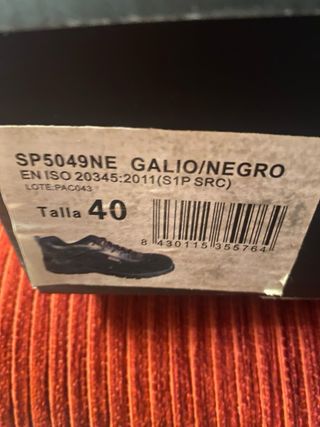 SP5049NE GALIO/NEGRO
EN ISO 20345:2011(S1P SRC)
LOTE:PAC043
Talla 40
8 430115 355764